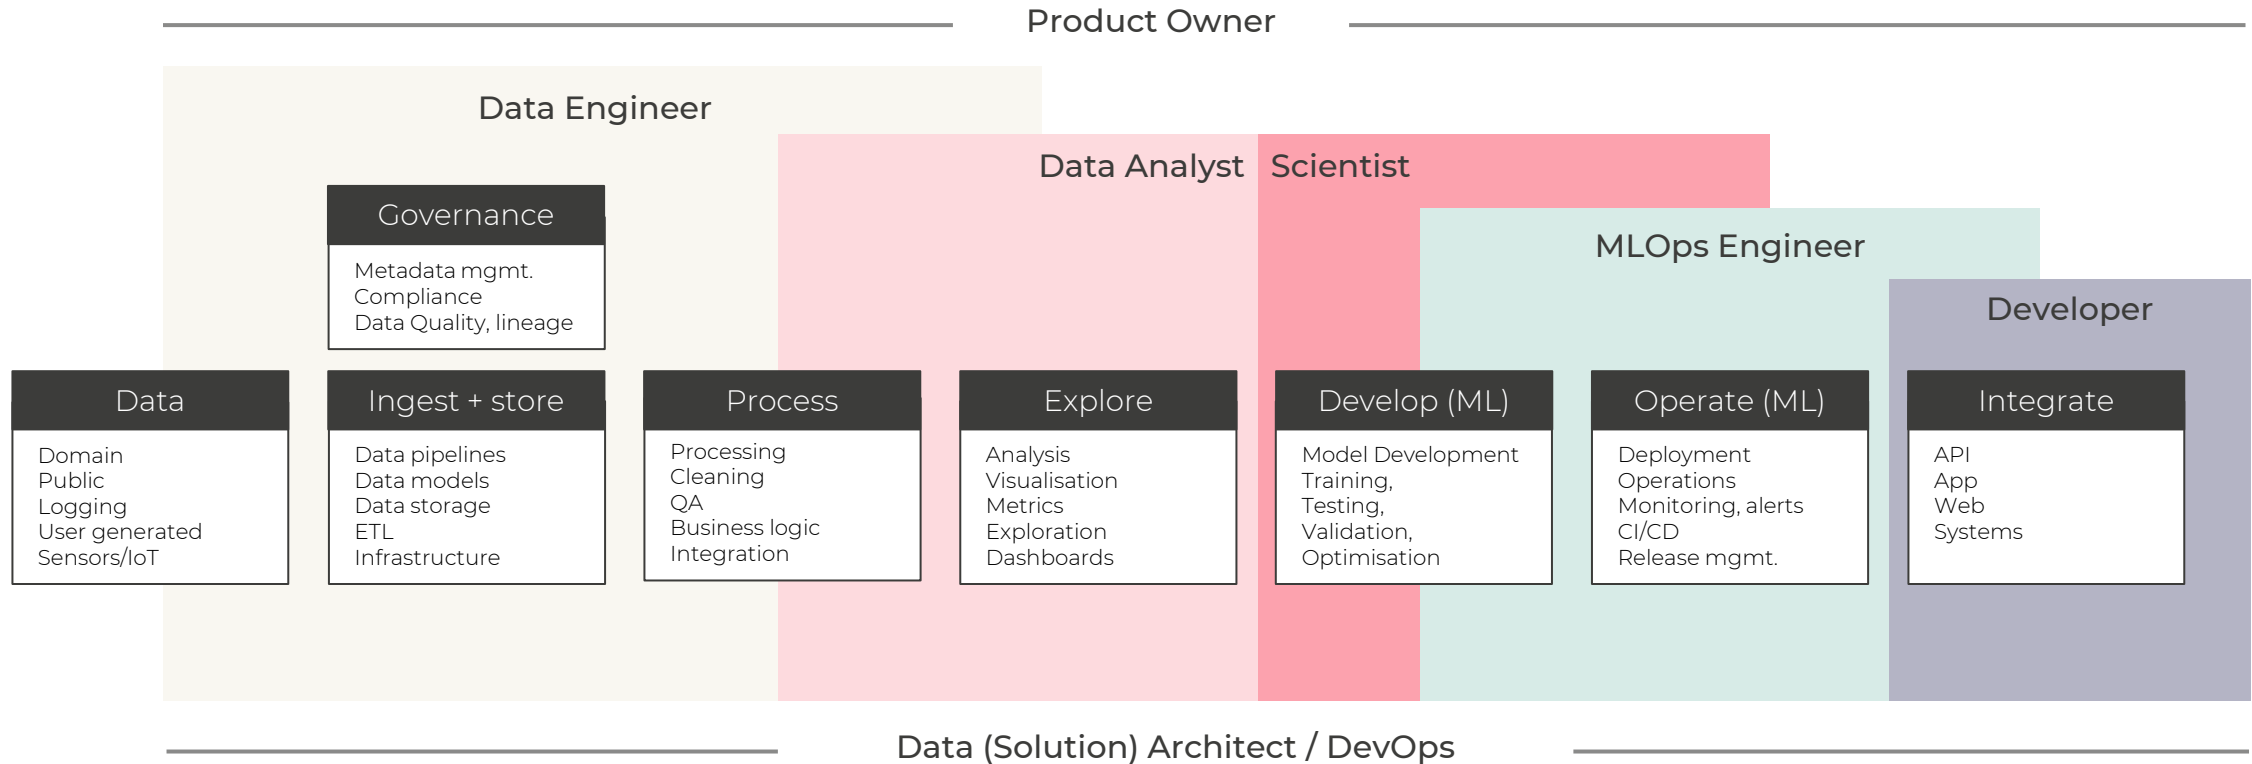 Product Owner
Data Engineer
Data Analyst
Scientist
MLOps Engineer
Developer
Governance
Metadata mgmt.
Compliance
Data Quality, lineage
Data
Domain
Public
Logging
User generated
Sensors/IoT
Ingest + store
Data pipelines
Data models
Data storage
ETL
Infrastructure
Process
Processing
Cleaning
QA
Business logic
Integration
Explore
Analysis
Visualisation
Metrics
Exploration
Dashboards
Develop (ML)
Model Development
Training,
Testing,
Validation,
Optimisation
Operate (ML)
Deployment
Operations
Monitoring, alerts
CI/CD
Release mgmt.
Integrate
API
App
Web
Systems
Data (Solution) Architect / DevOps